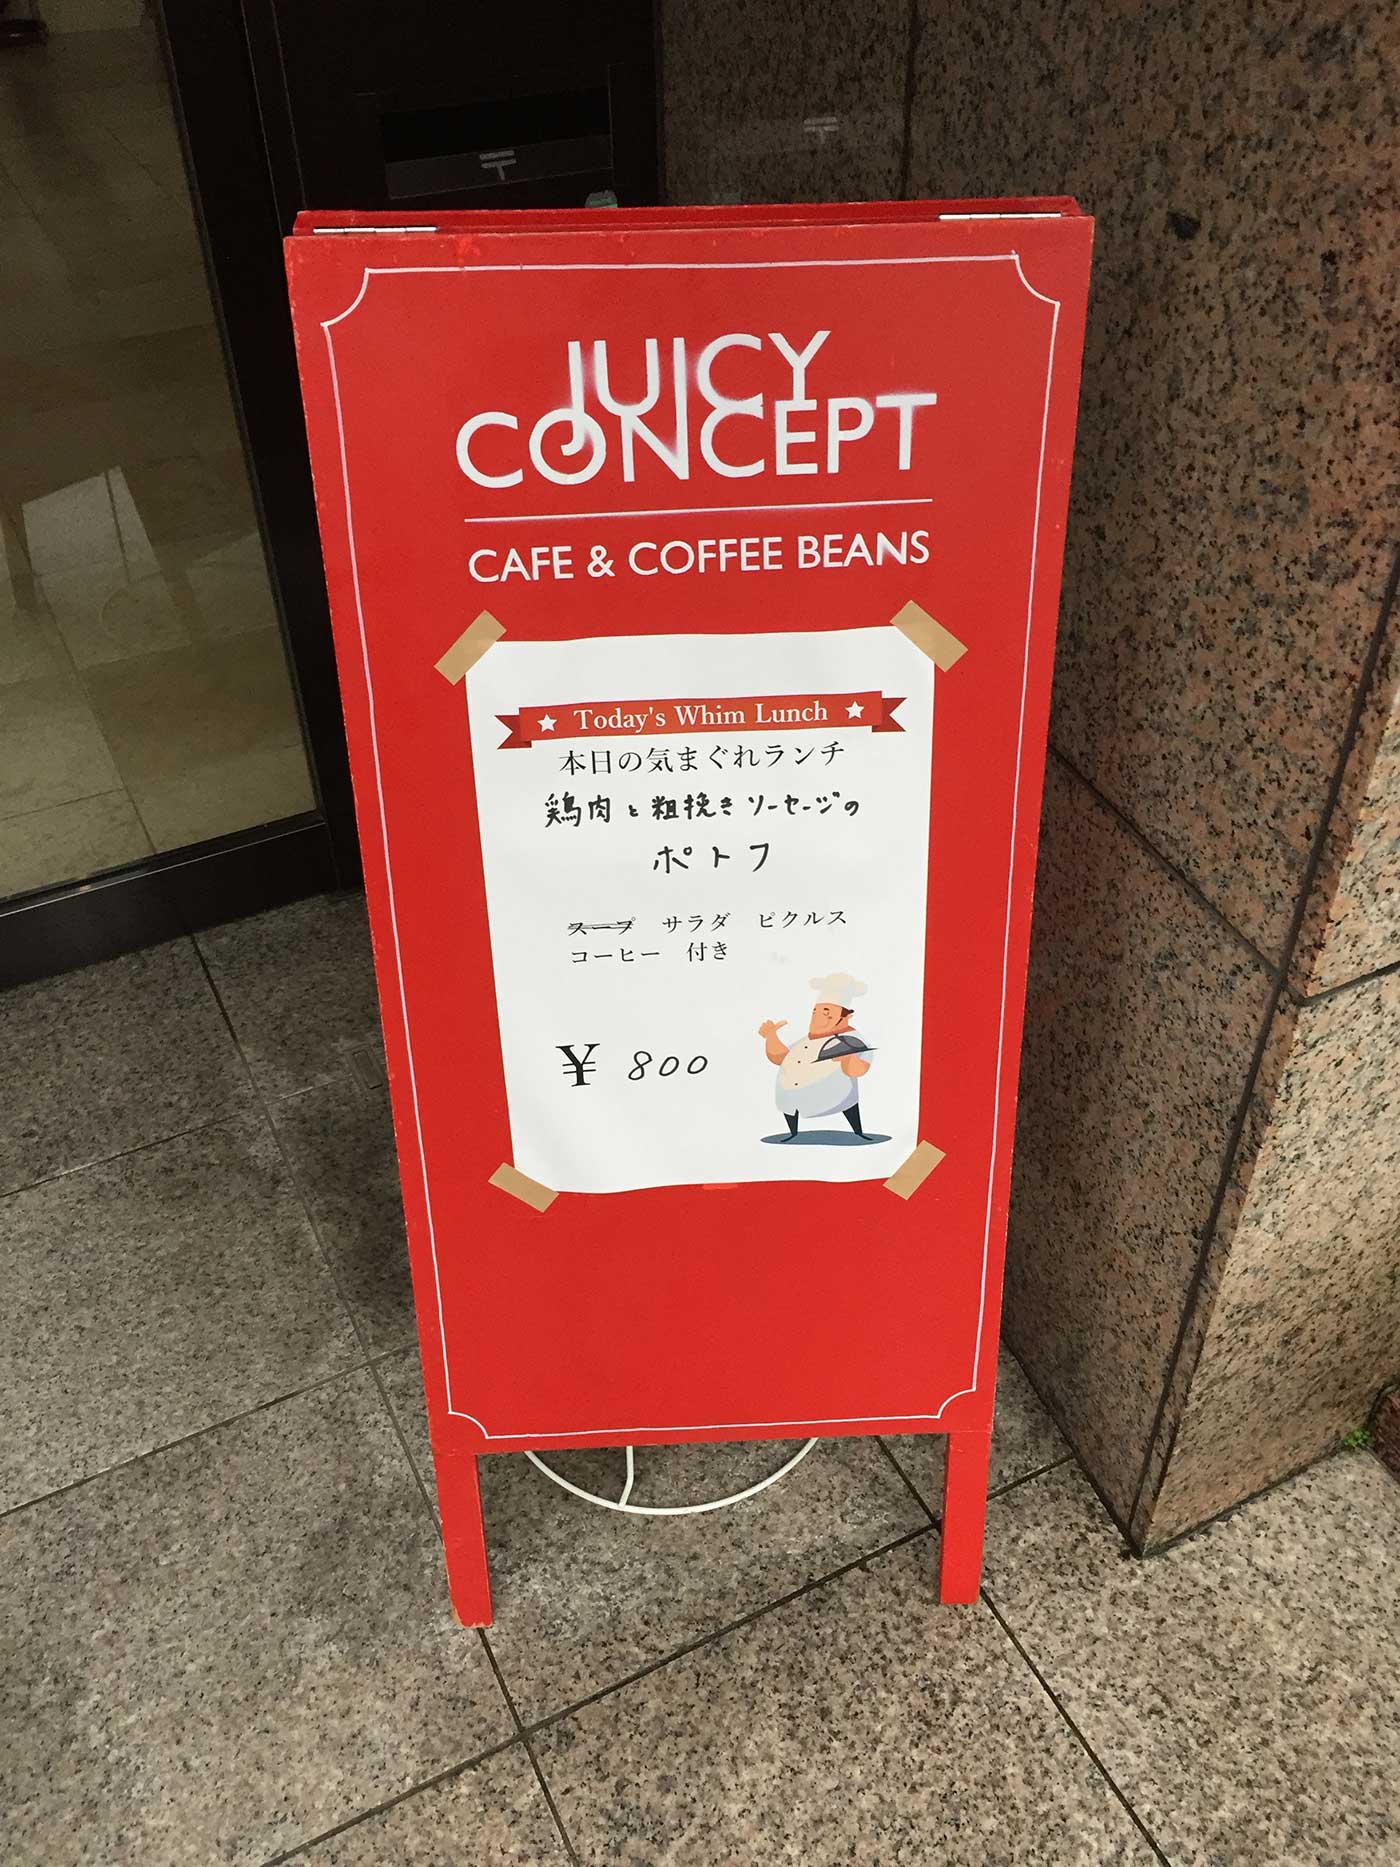 JUICY
CONCEPT
CAFE & COFFEE BEANS
★ Today's Whim Lunch ★
本日の気まぐれランチ
鶏肉と粗挽きソーセージの
ポトフ
スープ サラダ ピクルス
コーヒー 付き
¥ 800
〒